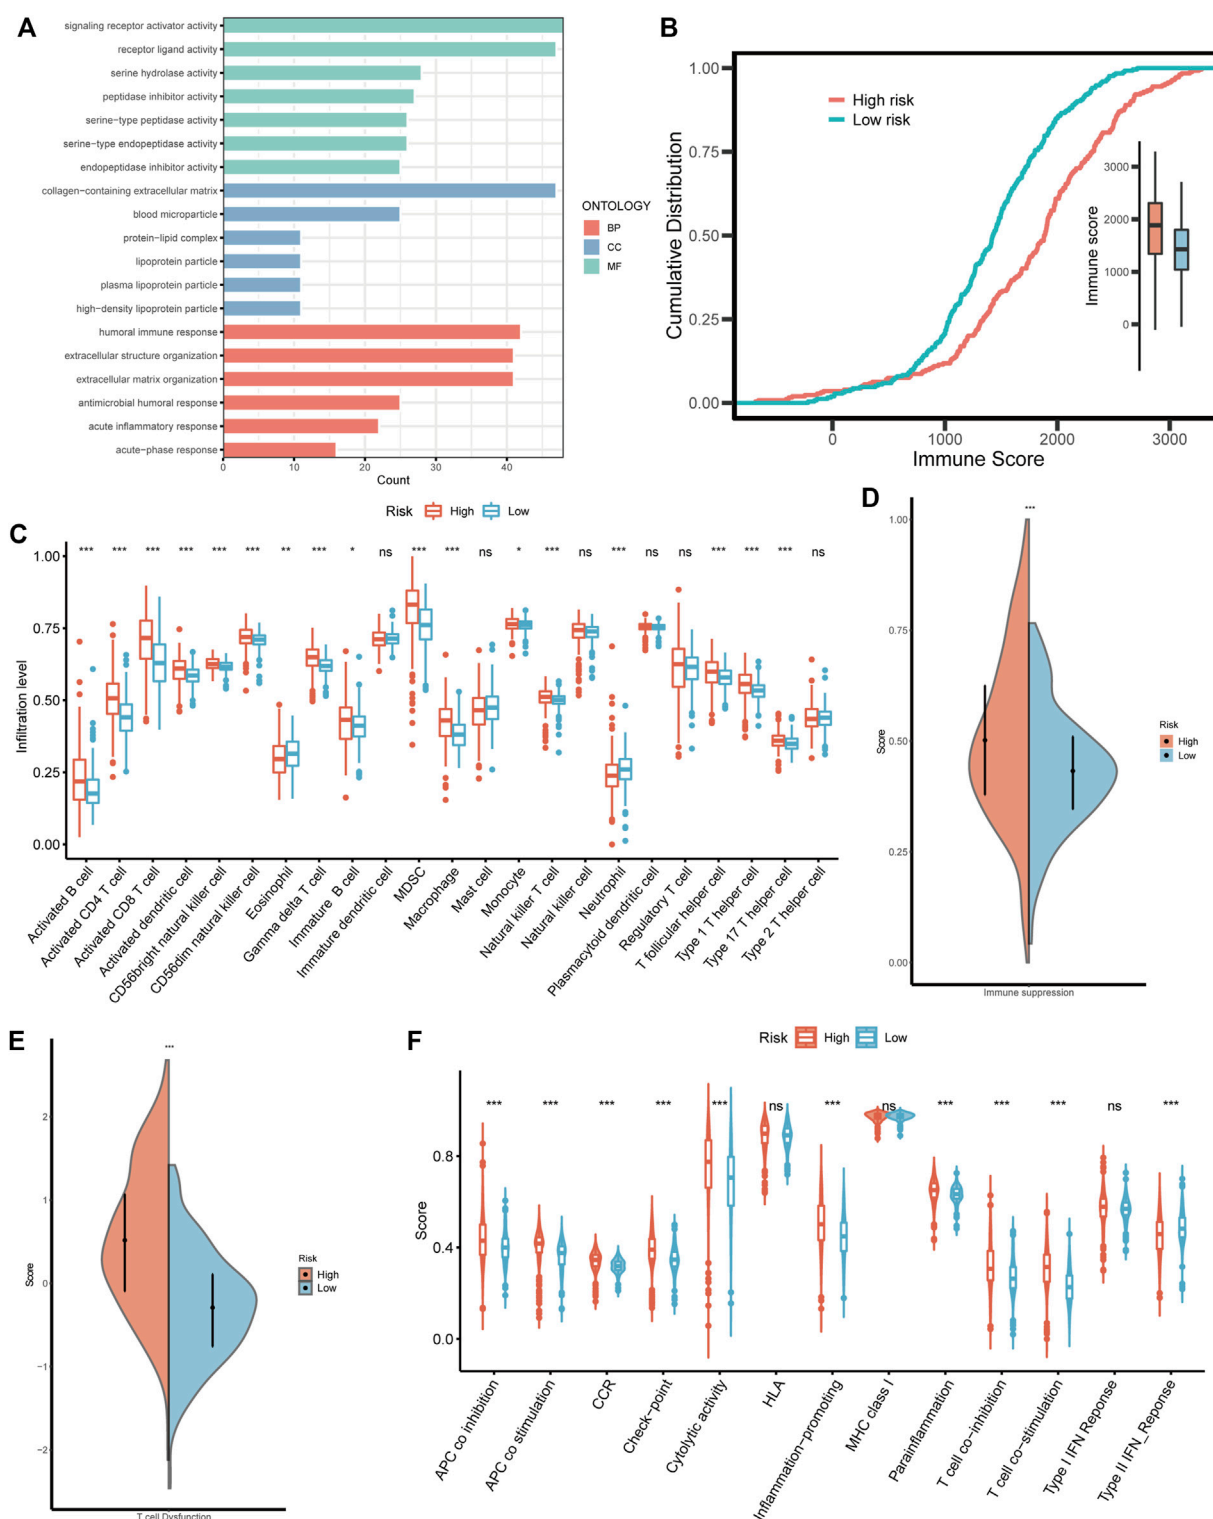 A
signaling receptor activator activity
receptor ligand activity
serine hydrolase activity
peptidase inhibitor activity
serine−type peptidase activity
serine−type endopeptidase activity
endopeptidase inhibitor activity
collagen−containing extracellular matrix
blood microparticle
protein−lipid complex
lipoprotein particle
plasma lipoprotein particle
high−density lipoprotein particle
humoral immune response
extracellular structure organization
extracellular matrix organization
antimicrobial humoral response
acute inflammatory response
acute−phase response
0 10 20 30 40
Count
ONTOLOGY
BP
CC
MF
B
1.00
0.75
0.50
0.25
0.00
Cumulative Distribution
High risk
Low risk
0 1000 2000 3000
Immune Score
3000
2000
1000
0
Immune score
C
Risk High Low
1.00
0.75
0.50
0.25
0.00
Infiltration level
*** *** *** *** *** *** ** *** * ns *** *** ns * *** ns *** ns ns *** *** *** ns
Activated B cell
Activated CD4 T cell
Activated CD8 T cell
Activated dendritic cell
CD56bright natural killer cell
CD56dim natural killer cell
Eosinophil
Gamma delta T cell
Immature B cell
Immature dendritic cell
MDSC
Macrophage
Mast cell
Monocyte
Natural killer T cell
Natural killer cell
Neutrophil
Plasmacytoid dendritic cell
Regulatory T cell
T follicular helper cell
Type 1 T helper cell
Type 17 T helper cell
Type 2 T helper cell
D
***
1.00
0.75
0.50
0.25
0.00
Score
Risk
High
Low
Immune suppression
E
***
2
1
0
−1
−2
Score
Risk
High
Low
T cell Dysfunction
F
Risk High Low
0.8
0.4
0.0
Score
*** *** *** *** *** ns *** ns *** *** *** ns ***
APC co inhibition
APC co stimulation
CCR
Check−point
Cytolytic activity
HLA
Inflammation−promoting
MHC class I
Parainflammation
T cell co−inhibition
T cell co−stimulation
Type I IFN Reponse
Type II IFN_Reponse